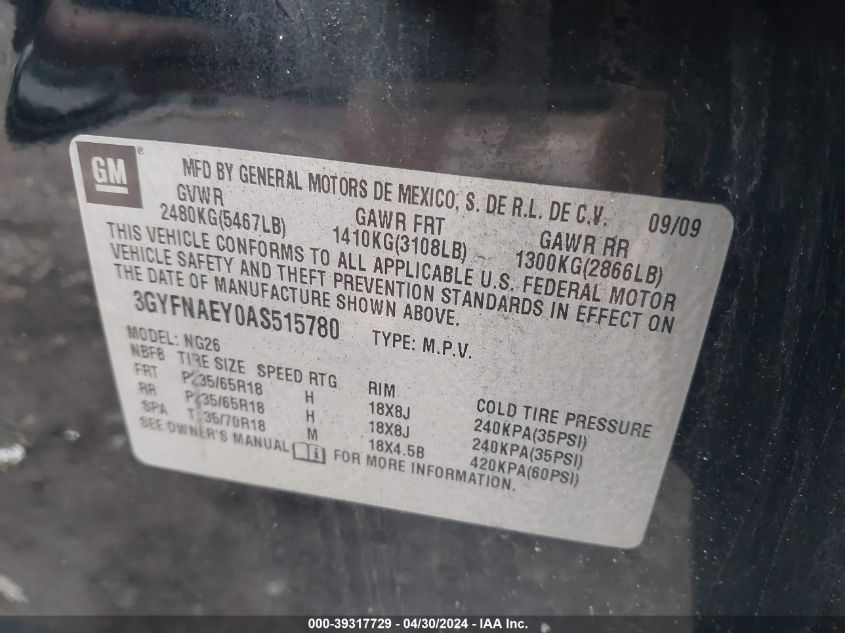 GM ®
MFD BY GENERAL MOTORS DE MEXICO, S. DE R.L. DE C.V. 09/09
GVWR GAWR FRT GAWR RR
2480KG(5467LB) 1410KG(3108LB) 1300KG(2866LB)
THIS VEHICLE CONFORMS TO ALL APPLICABLE U.S. FEDERAL MOTOR
VEHICLE SAFETY AND THEFT PREVENTION STANDARDS IN EFFECT ON
THE DATE OF MANUFACTURE SHOWN ABOVE.
3GYFNAEY0AS515780 TYPE: M.P.V.
MODEL: NG26
NBF8 TIRE SIZE SPEED RTG RIM COLD TIRE PRESSURE
FRT P235/65R18 H 18X8J 240KPA(35PSI)
RR P235/65R18 H 18X8J 240KPA(35PSI)
SPA 35/70R18 M 18X4.5B 420KPA(60PSI)
SEE OWNER'S MANUAL i FOR MORE INFORMATION.
000-39317729 - 04/30/2024 - IAA Inc.